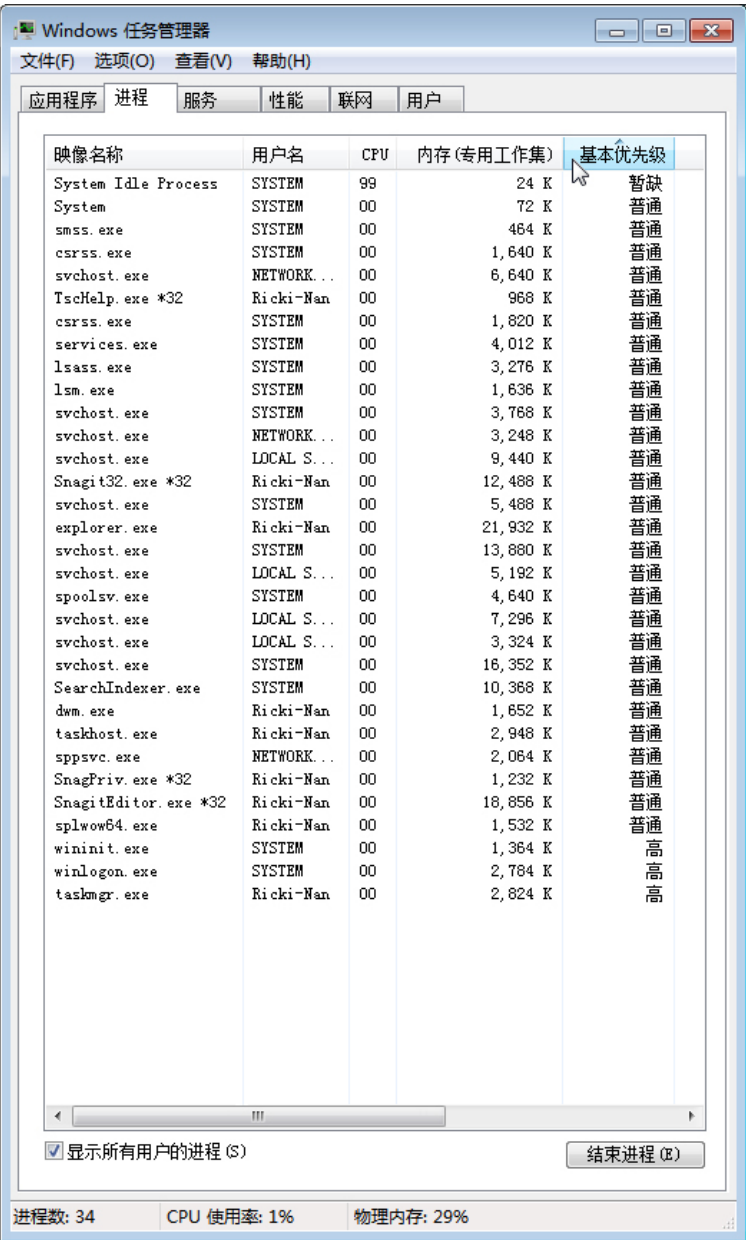 Windows 任务管理器
文件(F) 选项(O) 查看(V) 帮助(H)
应用程序 进程 服务 性能 联网 用户
映像名称 用户名 CPU 内存(专用工作集) 基本优先级
System Idle Process SYSTEM 99 24 K 暂缺
System SYSTEM 00 72 K 普通
smss.exe SYSTEM 00 464 K 普通
csrss.exe SYSTEM 00 1,640 K 普通
svchost.exe NETWORK... 00 6,640 K 普通
TscHelp.exe *32 Ricki-Nan 00 968 K 普通
csrss.exe SYSTEM 00 1,820 K 普通
services.exe SYSTEM 00 4,012 K 普通
lsass.exe SYSTEM 00 3,276 K 普通
lsm.exe SYSTEM 00 1,636 K 普通
svchost.exe SYSTEM 00 3,768 K 普通
svchost.exe NETWORK... 00 3,248 K 普通
svchost.exe LOCAL S... 00 9,440 K 普通
Snagit32.exe *32 Ricki-Nan 00 12,488 K 普通
svchost.exe SYSTEM 00 5,488 K 普通
explorer.exe Ricki-Nan 00 21,932 K 普通
svchost.exe SYSTEM 00 13,880 K 普通
svchost.exe LOCAL S... 00 5,192 K 普通
spoolsv.exe SYSTEM 00 4,640 K 普通
svchost.exe LOCAL S... 00 7,296 K 普通
svchost.exe LOCAL S... 00 3,324 K 普通
svchost.exe SYSTEM 00 16,352 K 普通
SearchIndexer.exe SYSTEM 00 10,368 K 普通
dwm.exe Ricki-Nan 00 1,652 K 普通
taskhost.exe Ricki-Nan 00 2,948 K 普通
sppsvc.exe NETWORK... 00 2,064 K 普通
SnagPriv.exe *32 Ricki-Nan 00 1,232 K 普通
SnagitEditor.exe *32 Ricki-Nan 00 18,856 K 普通
splwow64.exe Ricki-Nan 00 1,532 K 普通
wininit.exe SYSTEM 00 1,364 K 高
winlogon.exe SYSTEM 00 2,784 K 高
taskmgr.exe Ricki-Nan 00 2,824 K 高
显示所有用户的进程(S) 结束进程(E)
进程数: 34 CPU 使用率: 1% 物理内存: 29%